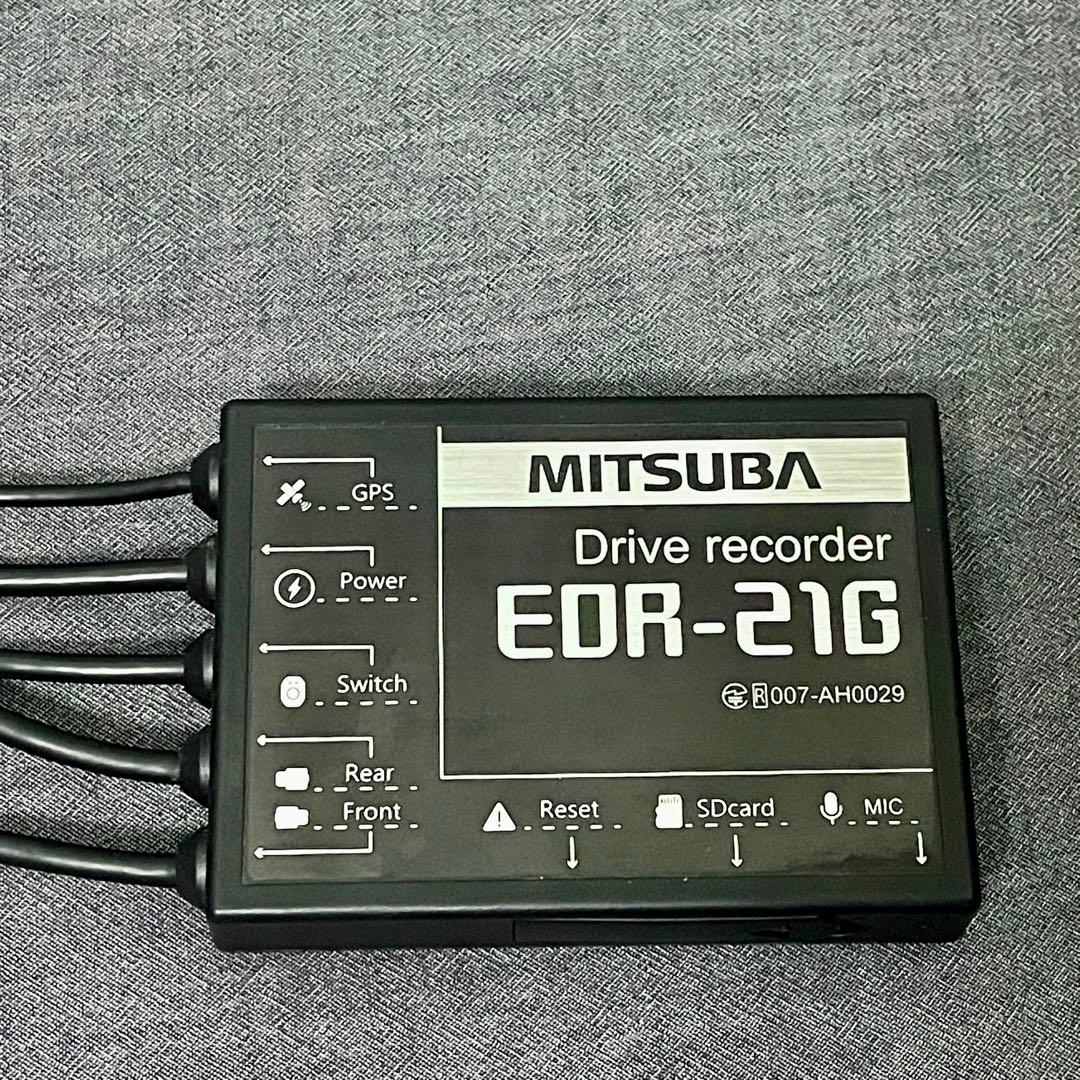 GPS
Power
Switch
Rear
Front
MITSUBA
Drive recorder
EDR-21G
R 007-AH0029
Reset
SDcard
MIC